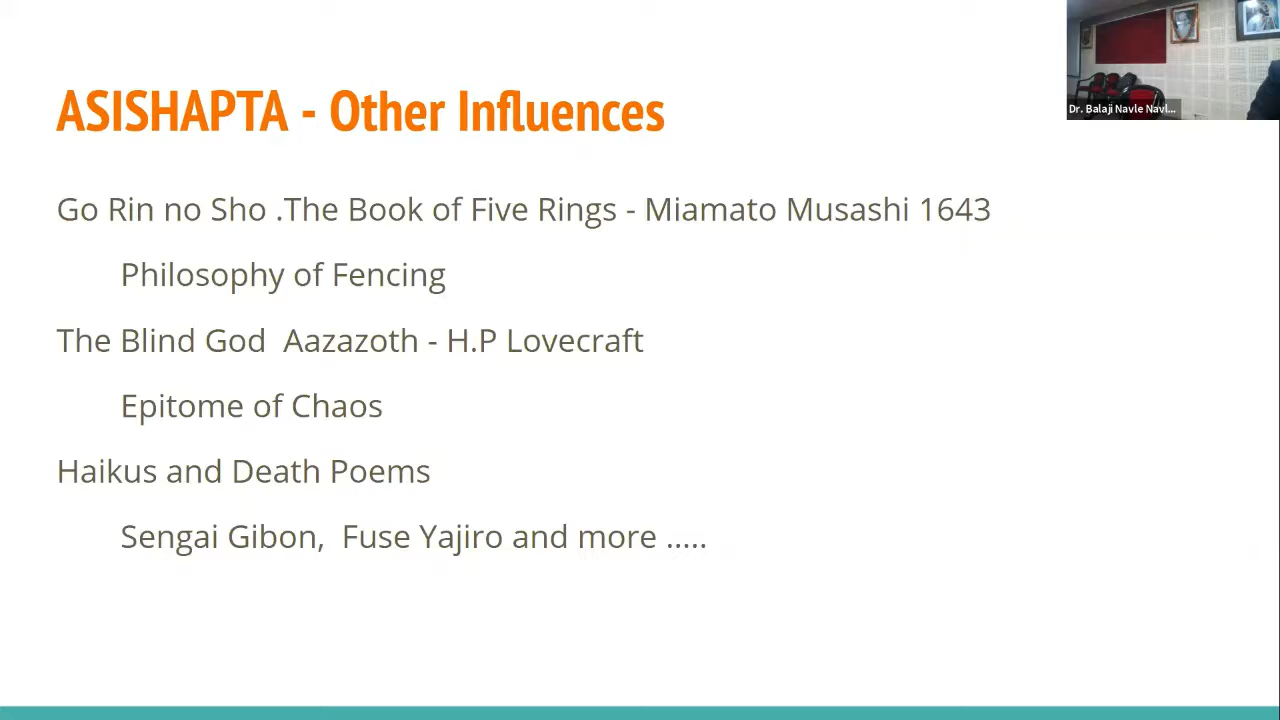 ASISHAPTA - Other Influences
Dr. Balaji Navle Navl...
Go Rin no Sho .The Book of Five Rings - Miamato Musashi 1643
Philosophy of Fencing
The Blind God  Aazazoth - H.P Lovecraft
Epitome of Chaos
Haikus and Death Poems
Sengai Gibon,  Fuse Yajiro and more .....